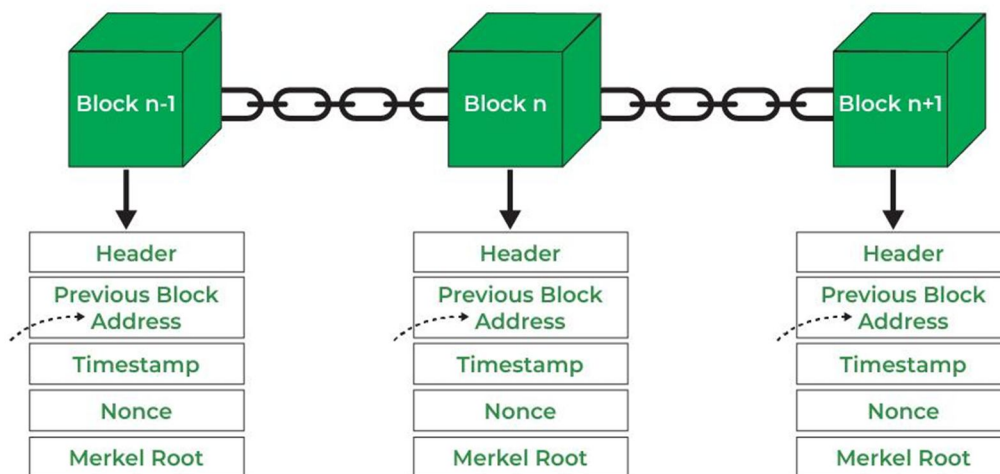 Block n-1
Block n
Block n+1
Header
Previous Block
Address
Timestamp
Nonce
Merkel Root
Header
Previous Block
Address
Timestamp
Nonce
Merkel Root
Header
Previous Block
Address
Timestamp
Nonce
Merkel Root